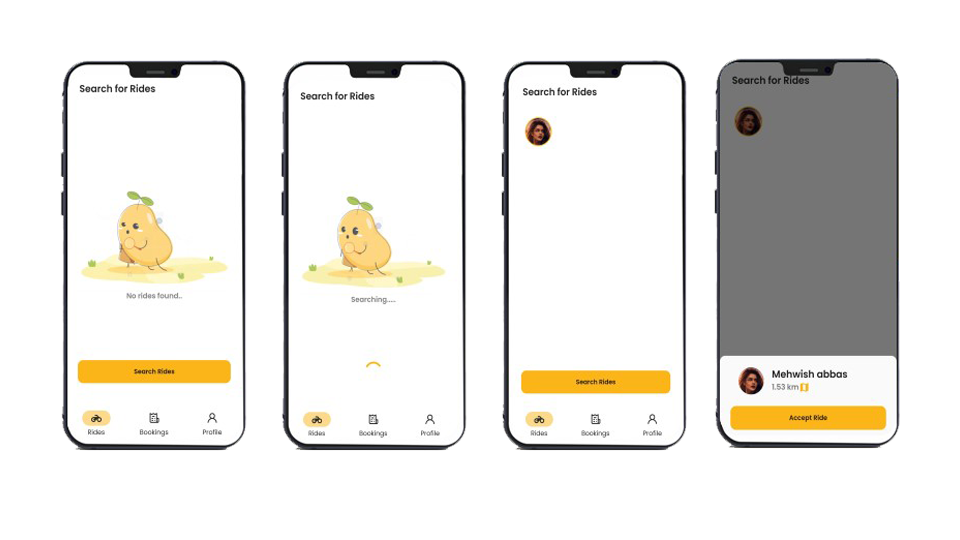 Search for Rides
No rides found..
Search Rides
Rides
Bookings
Profile
Search for Rides
Searching.....
Rides
Bookings
Profile
Search for Rides
Search Rides
Rides
Bookings
Profile
Search for Rides
Mehwish abbas
1.53 km
Accept Ride